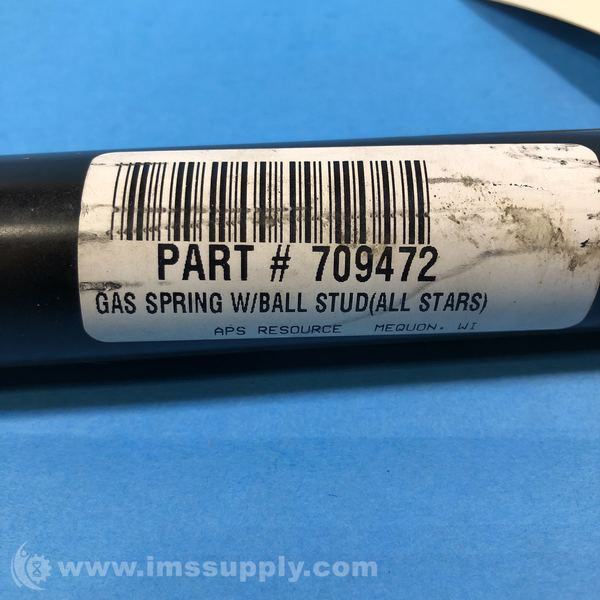 PART # 709472
GAS SPRING W/BALL STUD(ALL STARS)
APS RESOURCE MEQUON, WI
www.imssupply.com